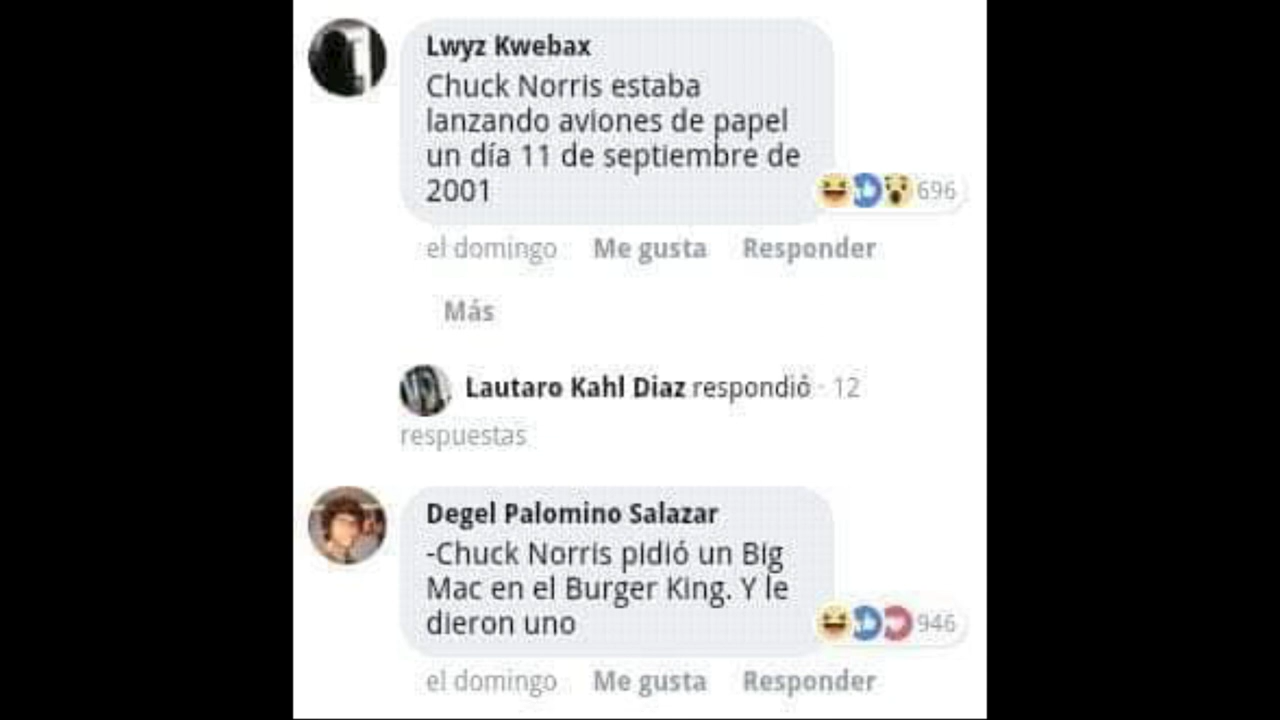 Lwyz Kwebax
Chuck Norris estaba
lanzando aviones de papel
un día 11 de septiembre de
2001
696
el domingo Me gusta Responder
Más
Lautaro Kahl Diaz respondió · 12
respuestas
Degel Palomino Salazar
-Chuck Norris pidió un Big
Mac en el Burger King. Y le
dieron uno
946
el domingo Me gusta Responder